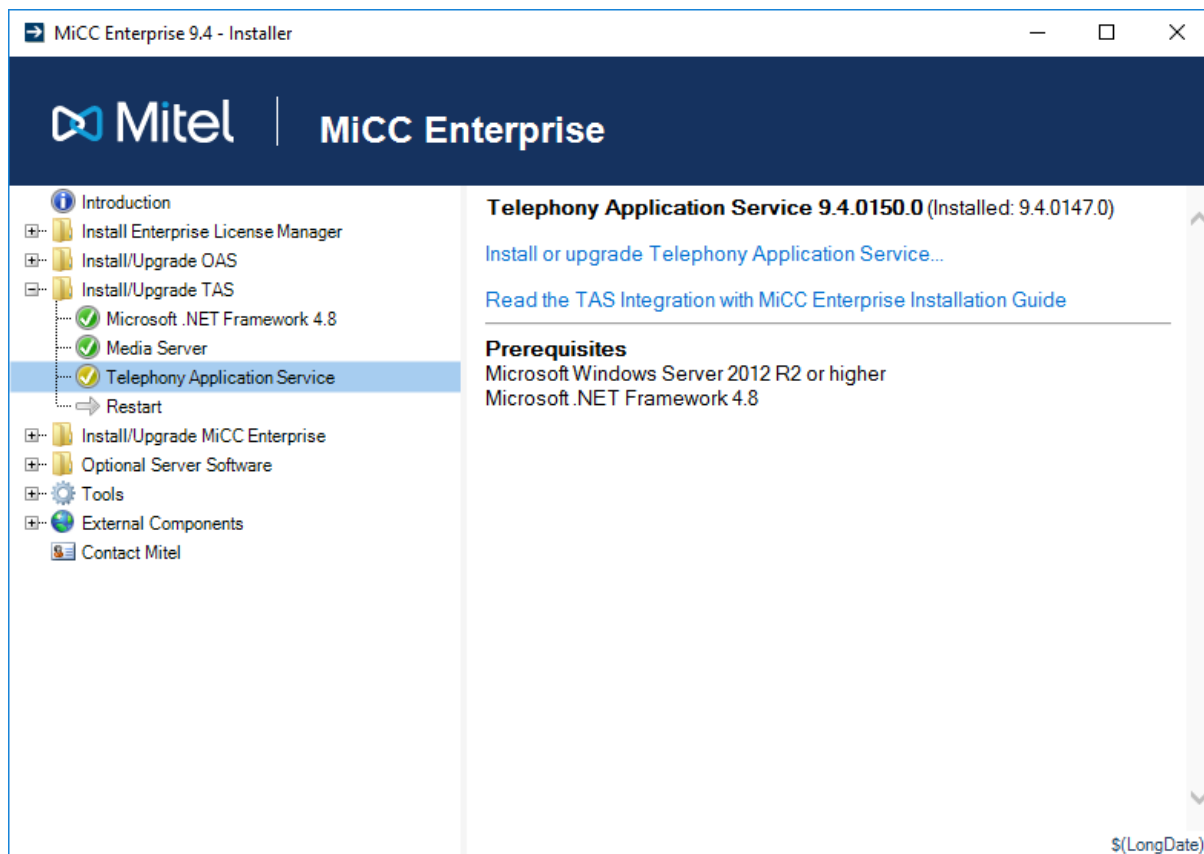 MiCC Enterprise 9.4 - Installer
Mitel
MiCC Enterprise
Introduction
Install Enterprise License Manager
Install/Upgrade OAS
Install/Upgrade TAS
Microsoft .NET Framework 4.8
Media Server
Telephony Application Service
Restart
Install/Upgrade MiCC Enterprise
Optional Server Software
Tools
External Components
Contact Mitel
Telephony Application Service 9.4.0150.0 (Installed: 9.4.0147.0)
Install or upgrade Telephony Application Service...
Read the TAS Integration with MiCC Enterprise Installation Guide
Prerequisites
Microsoft Windows Server 2012 R2 or higher
Microsoft .NET Framework 4.8
$(LongDate)